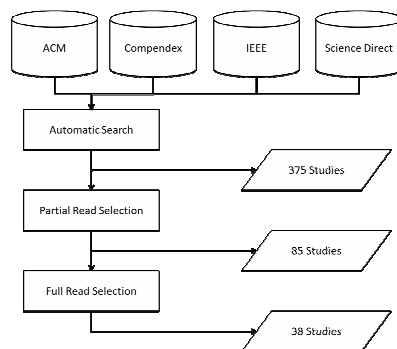 ACM
Compendex
IEEE
Science Direct
Automatic Search
375 Studies
Partial Read Selection
85 Studies
Full Read Selection
38 Studies